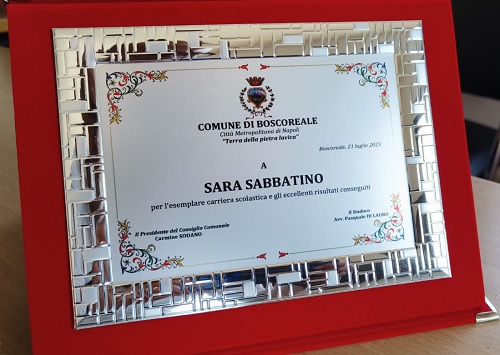 COMUNE DI BOSCOREALE
Città Metropolitana di Napoli
"Terra della pietra lavica"
Boscoreale, 21 luglio 2023
A
SARA SABBATINO
per l'esemplare carriera scolastica e gli eccellenti risultati conseguiti
Il Presidente del Consiglio Comunale
Carmine SODANO
Il Sindaco
Avv. Pasquale DI LAURO